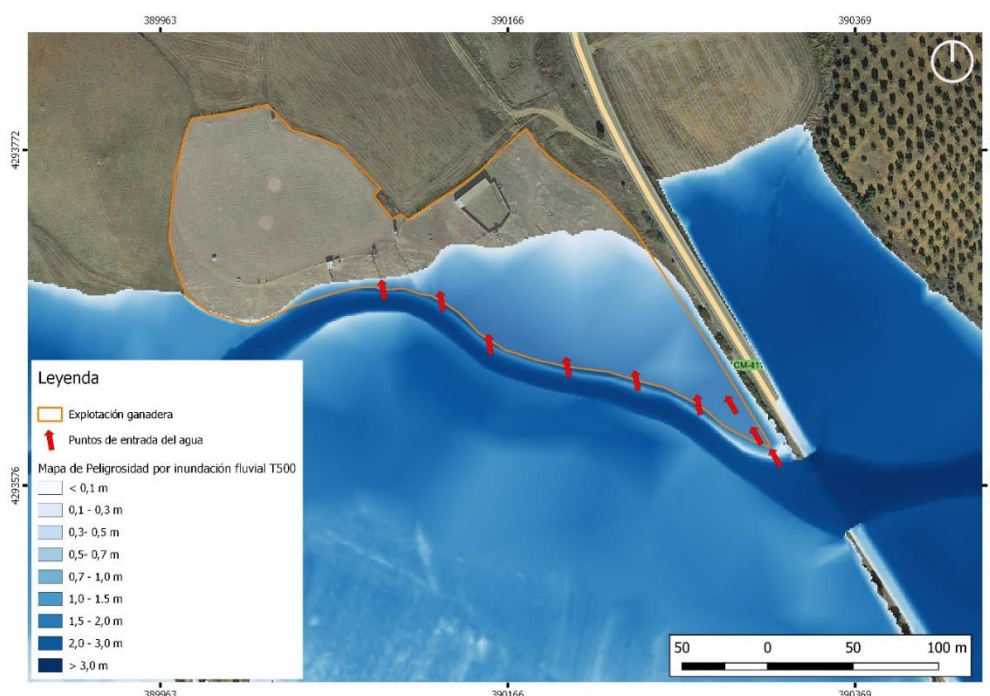 389963 390166 390369
4293772
4293576
CM-41
Leyenda
Explotación ganadera
Puntos de entrada del agua
Mapa de Peligrosidad por inundación fluvial T500
< 0,1 m
0,1 - 0,3 m
0,3- 0,5 m
0,5- 0,7 m
0,7 - 1,0 m
1,0 - 1.5 m
1,5 - 2,0 m
2,0 - 3,0 m
> 3,0 m
50 0 50 100 m
389963 390166 390369